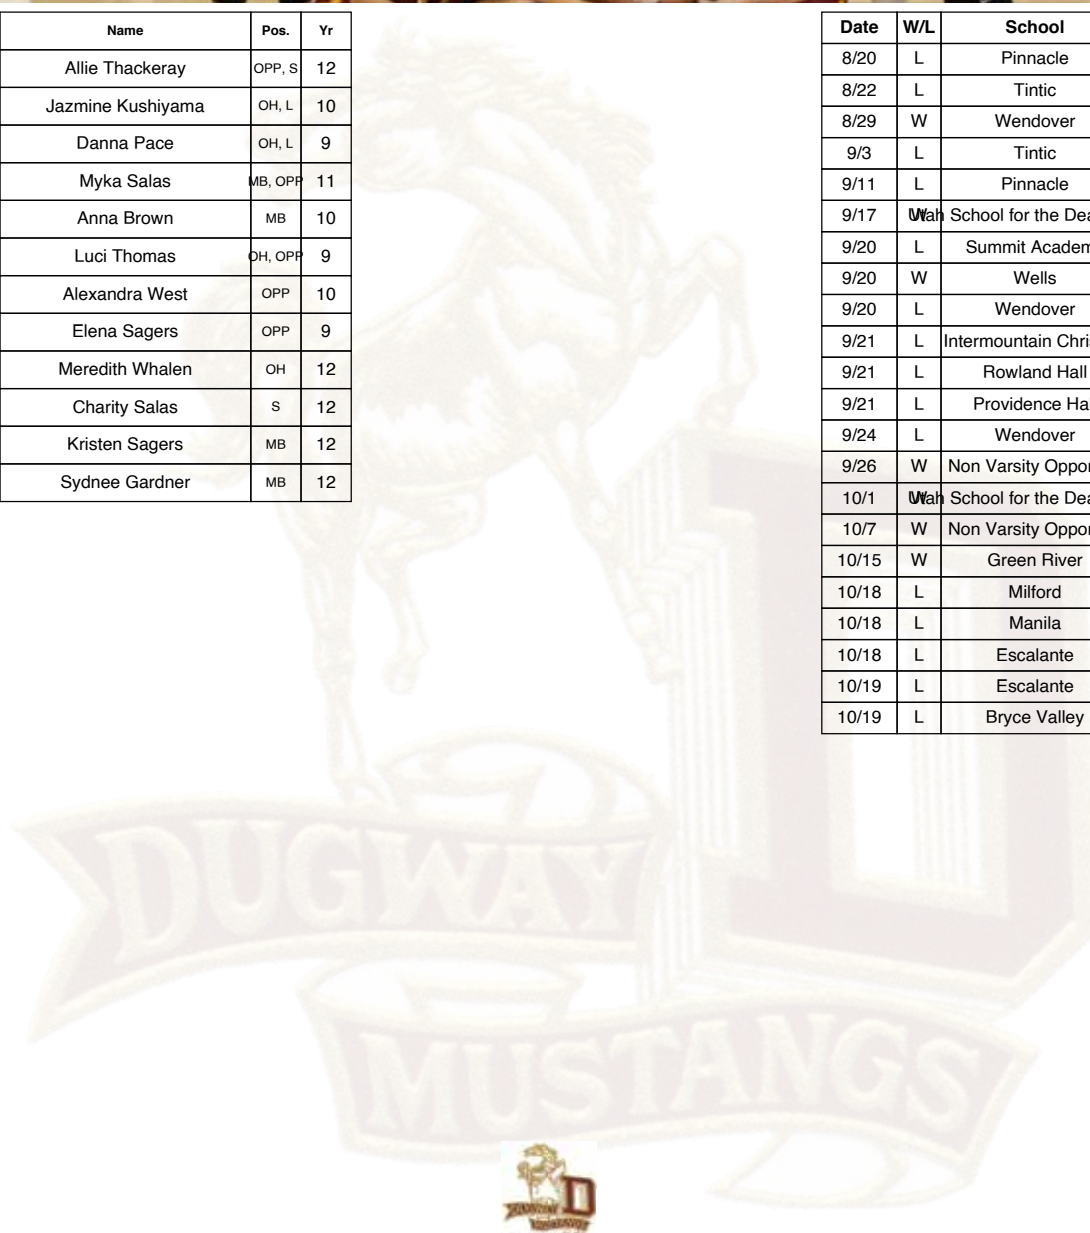 Name Pos. Yr
Allie Thackeray OPP, S 12
Jazmine Kushiyama OH, L 10
Danna Pace OH, L 9
Myka Salas MB, OPP 11
Anna Brown MB 10
Luci Thomas OH, OPP 9
Alexandra West OPP 10
Elena Sagers OPP 9
Meredith Whalen OH 12
Charity Salas S 12
Kristen Sagers MB 12
Sydnee Gardner MB 12
Date W/L School
8/20 L Pinnacle
8/22 L Tintic
8/29 W Wendover
9/3 L Tintic
9/11 L Pinnacle
9/17 W Utah School for the
9/20 L Summit
9/20 W Wells
9/20 L Wendover
9/21 L Intermountain
9/21 L Rowland Hall
9/21 L Providence
9/24 L Wendover
9/26 W Non Varsity
10/1 W Utah School for the
10/7 W Non Varsity
10/15 W Green River
10/18 L Milford
10/18 L Manila
10/18 L Escalante
10/19 L Escalante
10/19 L Bryce Valley
DUGWAY
MUSTANGS
D